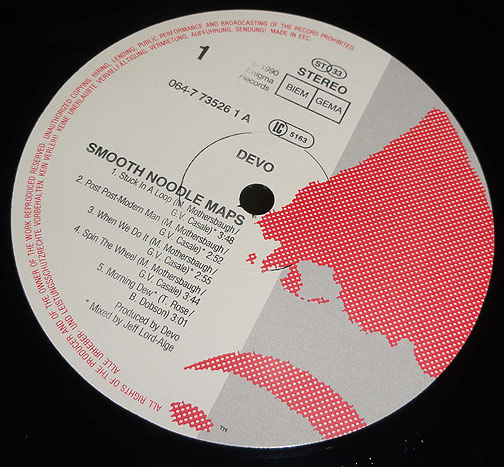 ALL RIGHTS OF THE PRODUCER AND OF THE OWNER OF THE WORK REPRODUCED RESERVED. UNAUTHORIZED COPYING, HIRING, LENDING, PUBLIC PERFORMANCE AND BROADCASTING OF THE RECORD PROHIBITED
ALLE URHEBER- UND LEISTUNGSSCHUTZRECHTE VORBEHALTEN. KEIN VERLEIH! KEINE UNERLAUBTE VERVIELFÄLTIGUNG, VERMIETUNG, AUFFÜHRUNG, SENDUNG! MADE IN EEC.
1
ST 33
STEREO
℗ 1990
Enigma
Records
BIEM GEMA
064-7 73526 1 A
LC 5163
DEVO
SMOOTH NOODLE MAPS
1. Stuck In A Loop (M. Mothersbaugh/
G.V. Casale)* 3:48
2. Post Post-Modern Man (M. Mothersbaugh/
G.V. Casale)* 2:52
3. When We Do It (M. Mothersbaugh/
G.V. Casale)* 2:55
4. Spin The Wheel (M. Mothersbaugh/
G.V. Casale) 3:44
5. Morning Dew* (T. Rose/
B. Dobson) 3:01
Produced by Devo
* Mixed by Jeff Lord-Alge
TM